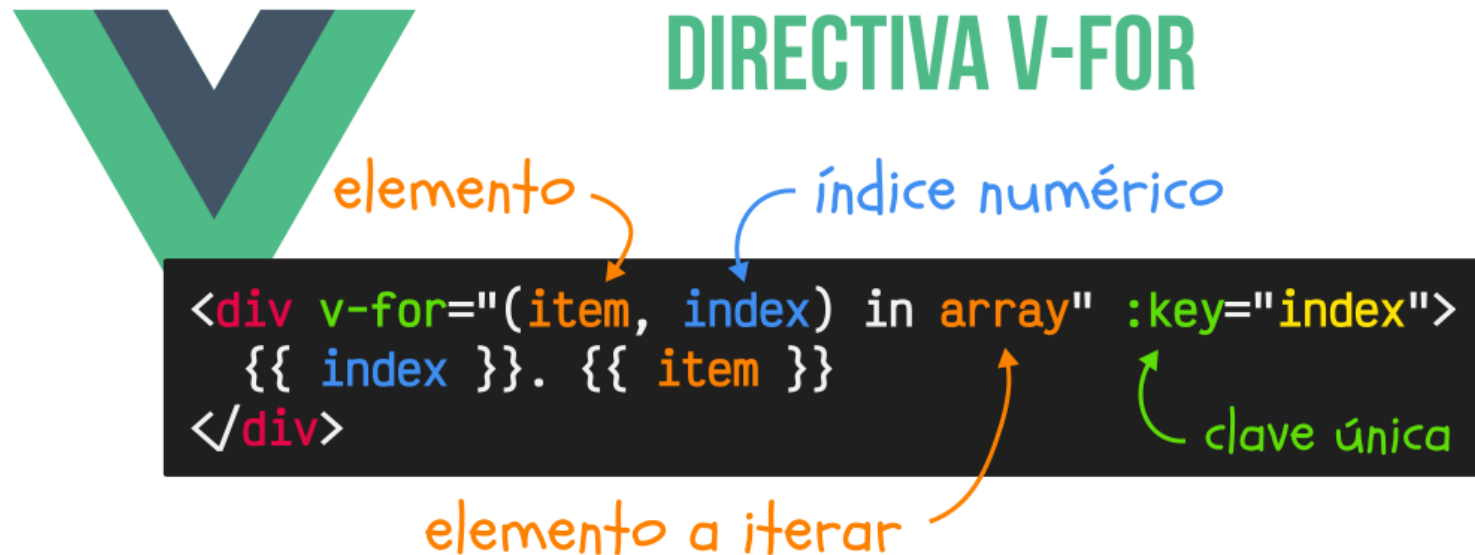 DIRECTIVA V-FOR
elemento
índice numérico
<div v-for="(item, index) in array" :key="index">
{{ index }}. {{ item }}
</div>
clave única
elemento a iterar